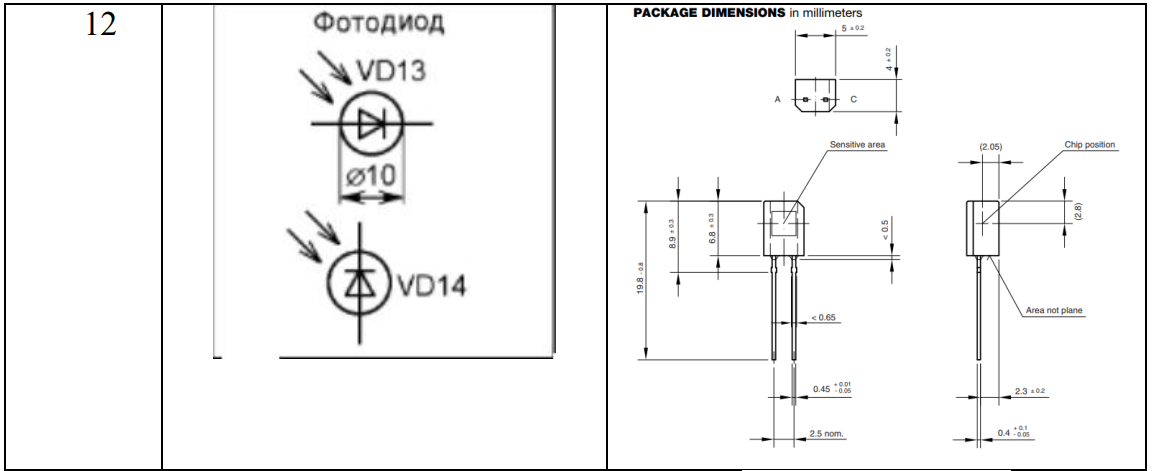 12
Фотодиод
VD13
⌀10
VD14
PACKAGE DIMENSIONS in millimeters
5 ± 0.2
4 ± 0.2
A
C
Sensitive area
(2.05)
Chip position
8.9 ± 0.3
6.8 ± 0.3
< 0.5
(2.8)
19.8 - 0.8
< 0.65
Area not plane
0.45 + 0.01 - 0.05
2.3 ± 0.2
2.5 nom.
0.4 + 0.1 - 0.05